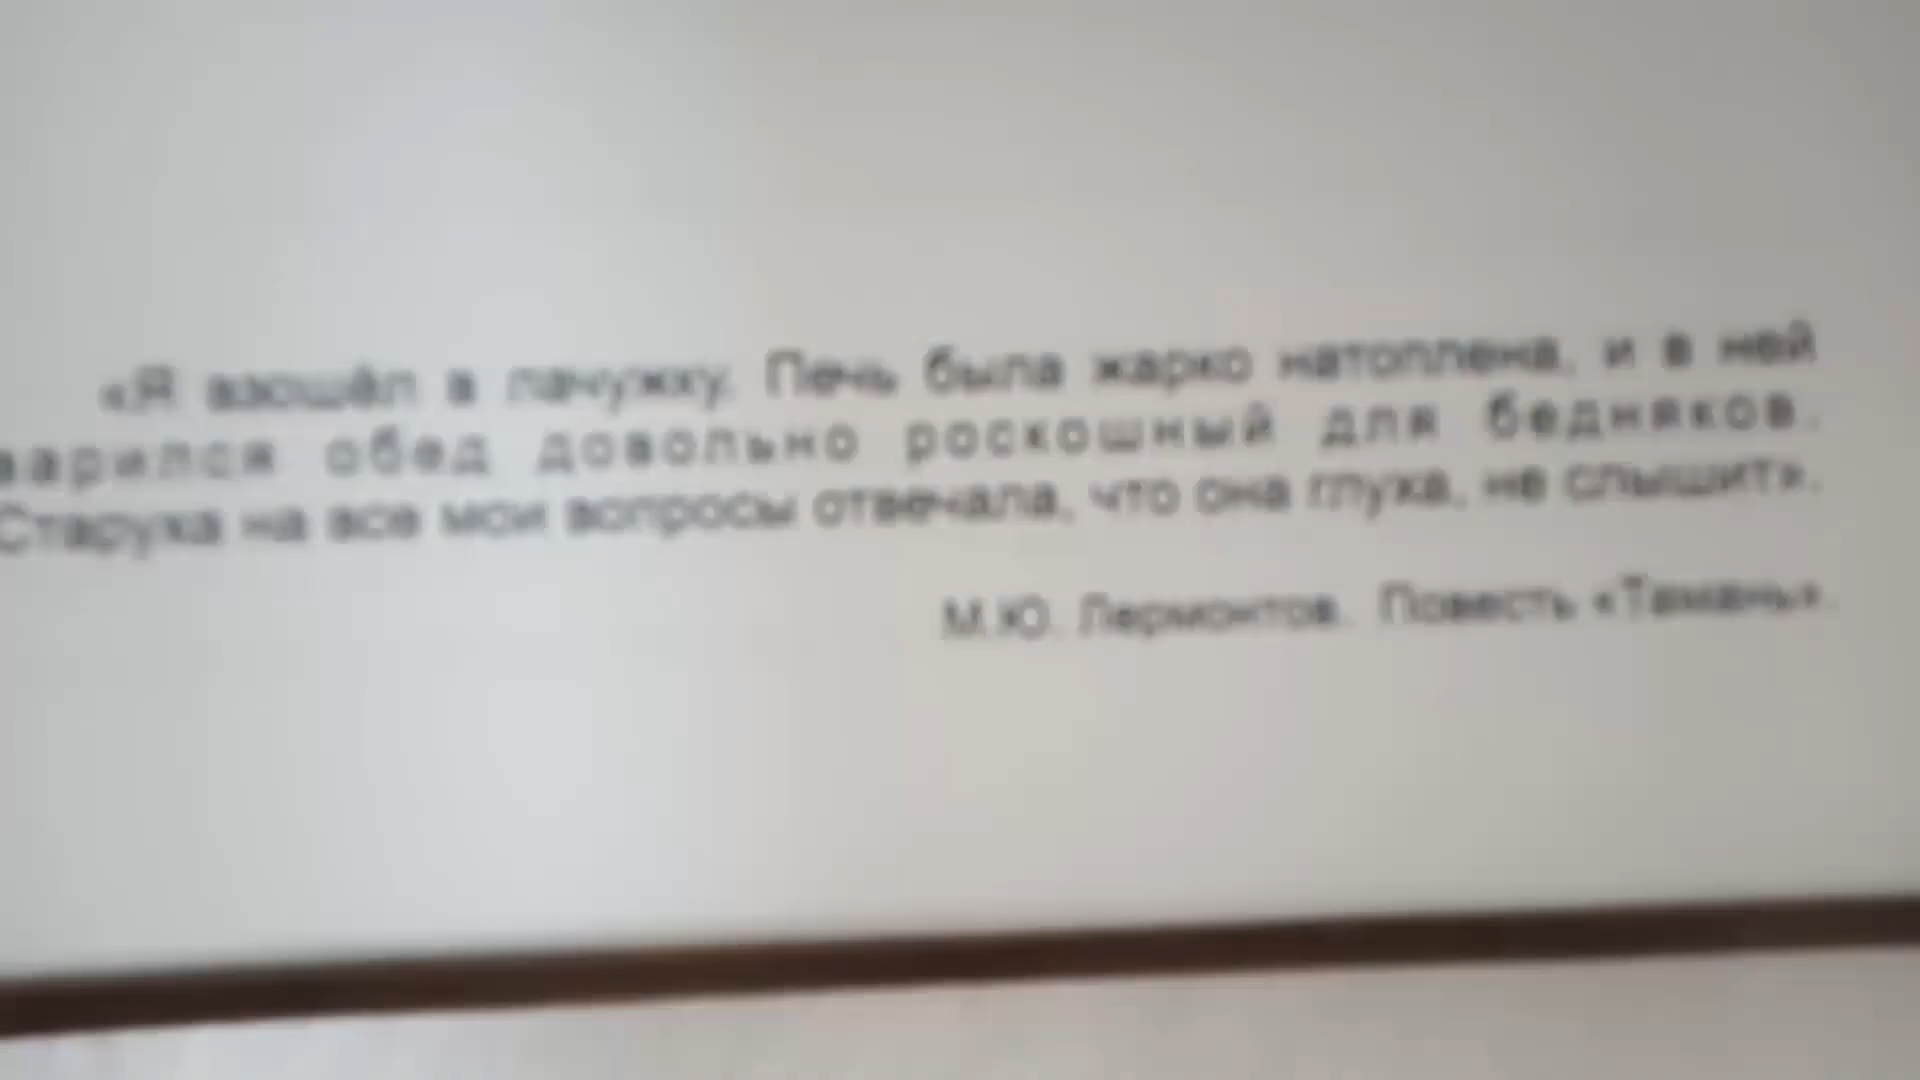 «Я взошёл в лачужку. Печь была жарко натоплена, и в ней
варился обед довольно роскошный для бедняков.
Старуха на все мои вопросы отвечала, что она глуха, не слышит».
М.Ю. Лермонтов. Повесть «Тамань».